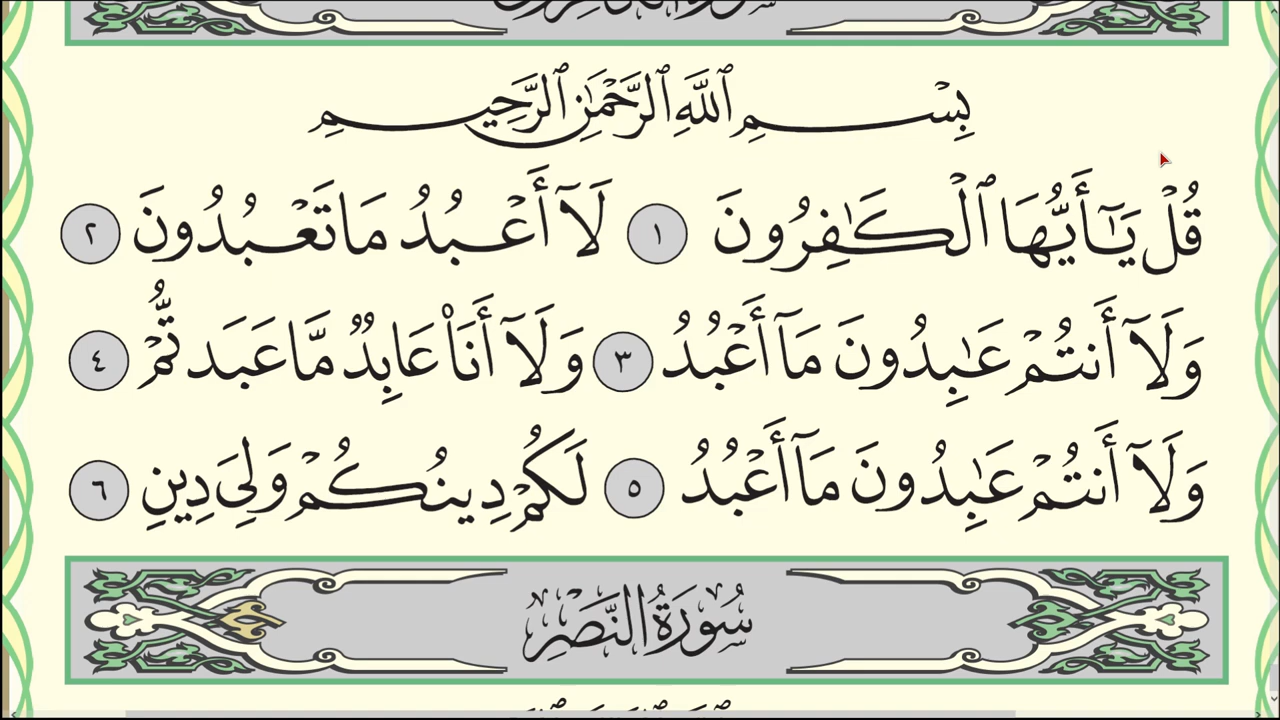 بِسْمِ ٱللَّهِ ٱلرَّحْمَٰنِ ٱلرَّحِيمِ
قُلْ يَٰٓأَيُّهَا ٱلْكَٰفِرُونَ ١ لَآ أَعْبُدُ مَا تَعْبُدُونَ ٢
وَلَآ أَنتُمْ عَٰبِدُونَ مَآ أَعْبُدُ ٣ وَلَآ أَنَا۠ عَابِدٌ مَّا عَبَدتُّمْ ٤
وَلَآ أَنتُمْ عَٰبِدُونَ مَآ أَعْبُدُ ٥ لَكُمْ دِينُكُمْ وَلِىَ دِينِ ٦
سُورَةُ النَّصْرِ